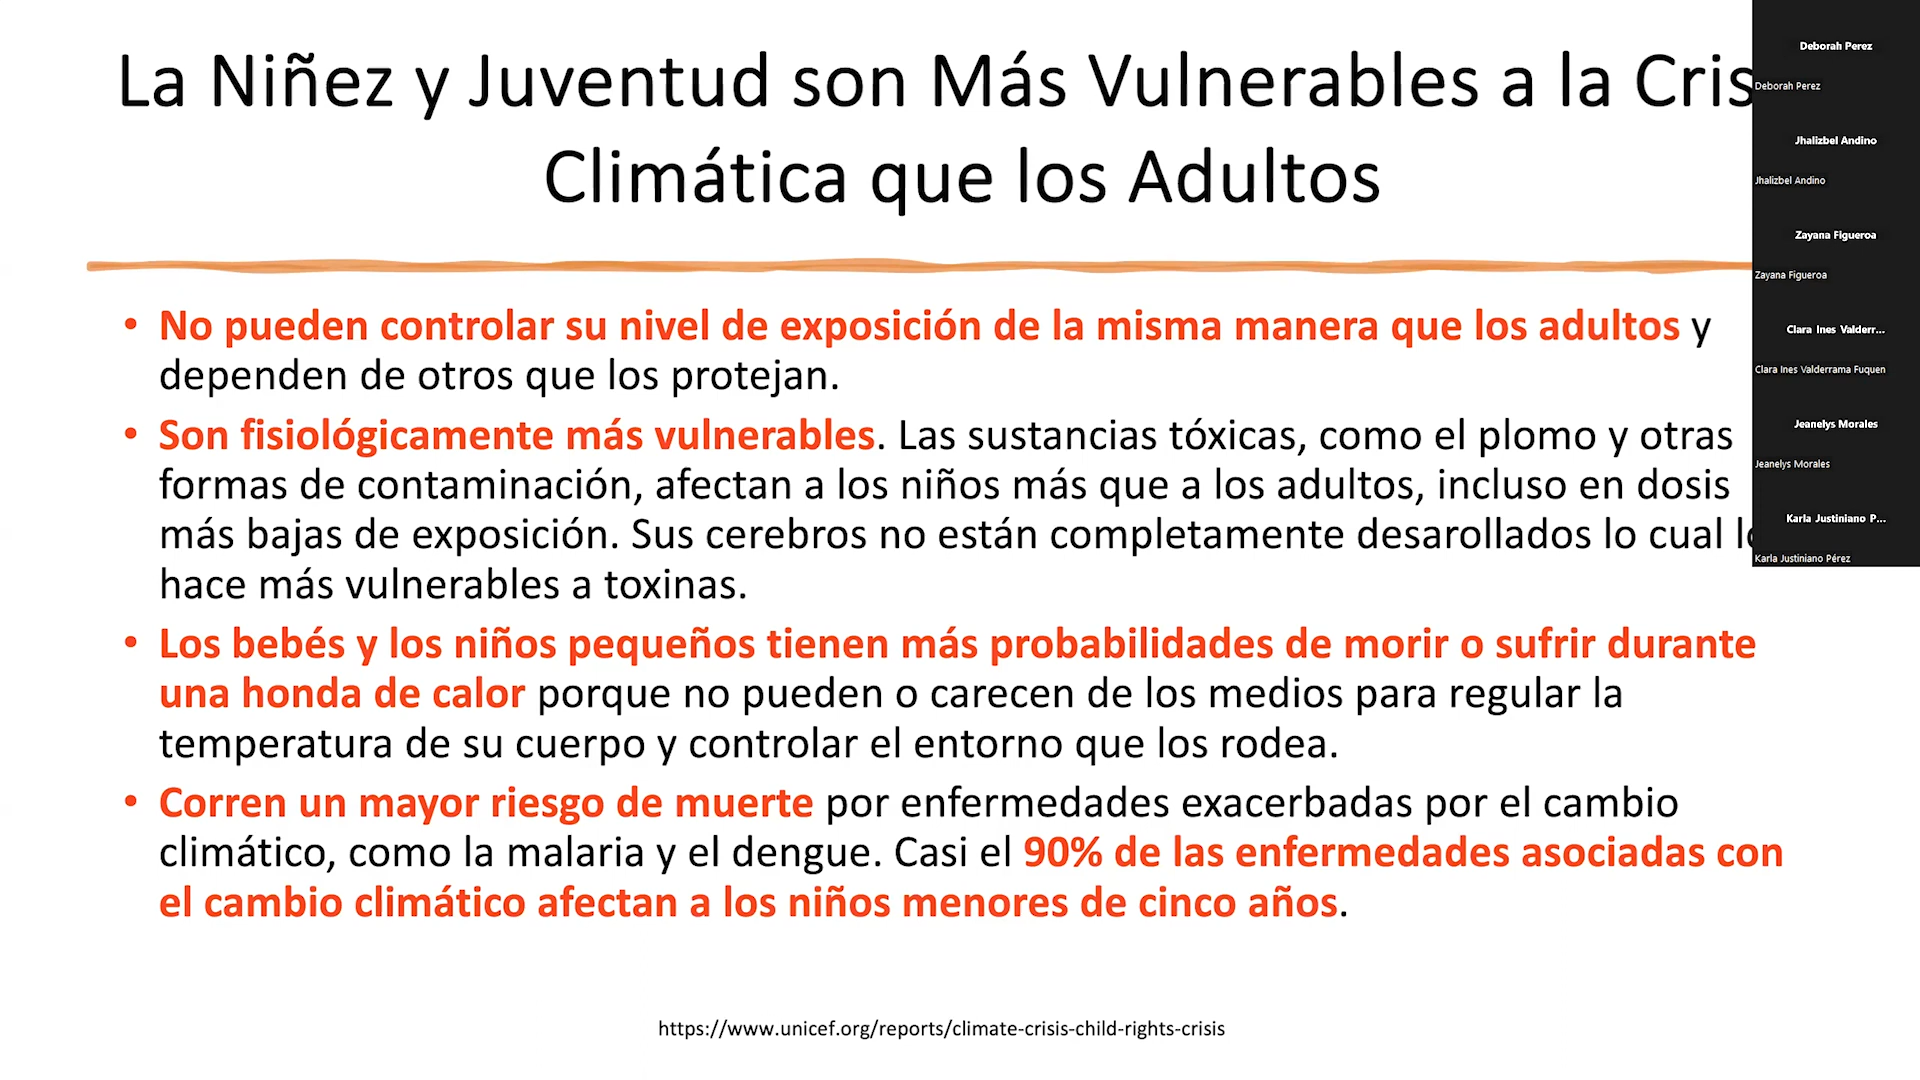 La Niñez y Juventud son Más Vulnerables a la Cris
Climática que los Adultos
• No pueden controlar su nivel de exposición de la misma manera que los adultos y
dependen de otros que los protejan.
• Son fisiológicamente más vulnerables. Las sustancias tóxicas, como el plomo y otras
formas de contaminación, afectan a los niños más que a los adultos, incluso en dosis
más bajas de exposición. Sus cerebros no están completamente desarollados lo cual
hace más vulnerables a toxinas.
• Los bebés y los niños pequeños tienen más probabilidades de morir o sufrir durante
una honda de calor porque no pueden o carecen de los medios para regular la
temperatura de su cuerpo y controlar el entorno que los rodea.
• Corren un mayor riesgo de muerte por enfermedades exacerbadas por el cambio
climático, como la malaria y el dengue. Casi el 90% de las enfermedades asociadas con
el cambio climático afectan a los niños menores de cinco años.
https://www.unicef.org/reports/climate-crisis-child-rights-crisis
Deborah Perez
Deborah Perez
Jhalizbel Andino
Jhalizbel Andino
Zayana Figueroa
Zayana Figueroa
Clara Ines Valderr...
Clara Ines Valderrama Fuquen
Jeanelys Morales
Jeanelys Morales
Karla Justiniano P...
Karla Justiniano Pérez